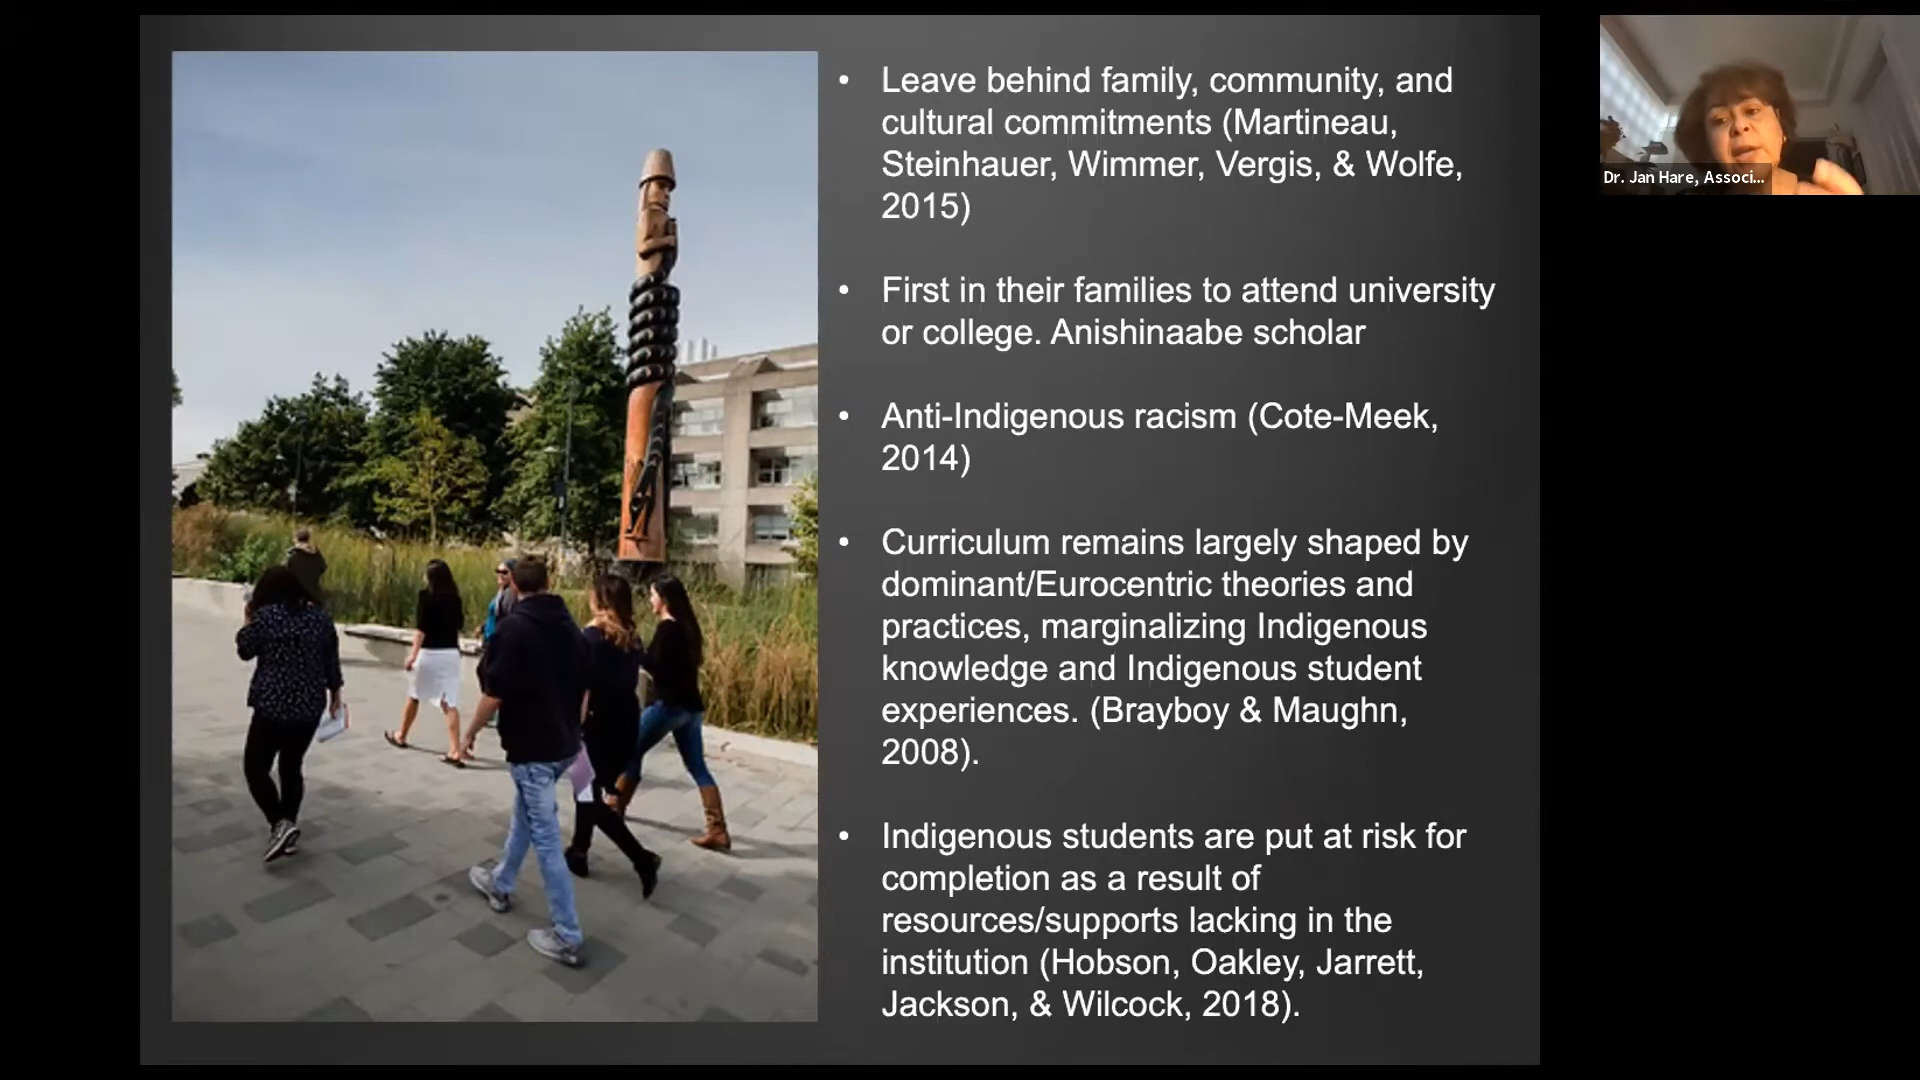 • Leave behind family, community, and
cultural commitments (Martineau,
Steinhauer, Wimmer, Vergis, & Wolfe,
2015)
• First in their families to attend university
or college. Anishinaabe scholar
• Anti-Indigenous racism (Cote-Meek,
2014)
• Curriculum remains largely shaped by
dominant/Eurocentric theories and
practices, marginalizing Indigenous
knowledge and Indigenous student
experiences. (Brayboy & Maughn,
2008).
• Indigenous students are put at risk for
completion as a result of
resources/supports lacking in the
institution (Hobson, Oakley, Jarrett,
Jackson, & Wilcock, 2018).
Dr. Jan Hare, Associ...